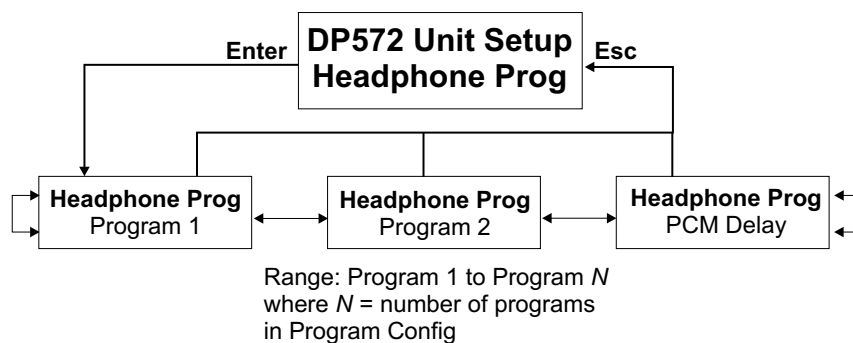 DP572 Unit Setup
Headphone Prog
Enter
Esc
Headphone Prog
Program 1
Headphone Prog
Program 2
Headphone Prog
PCM Delay
Range: Program 1 to Program N
where N = number of programs
in Program Config